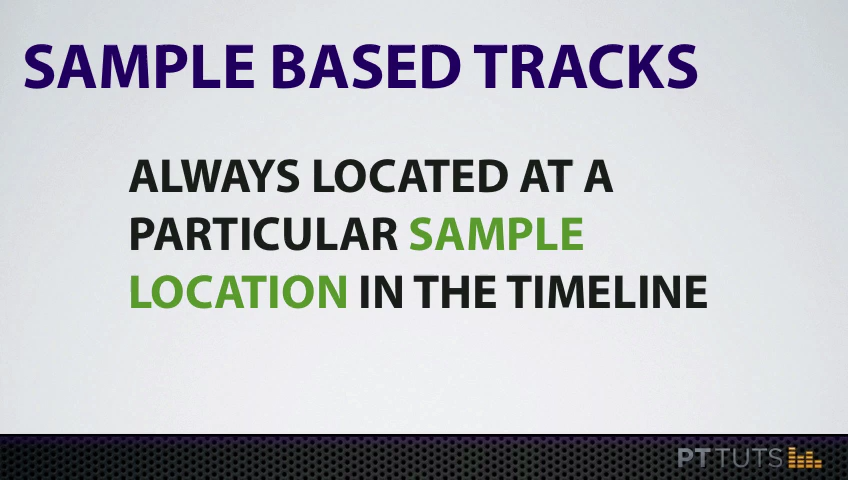 SAMPLE BASED TRACKS
ALWAYS LOCATED AT A
PARTICULAR SAMPLE
LOCATION IN THE TIMELINE
PT TUTS